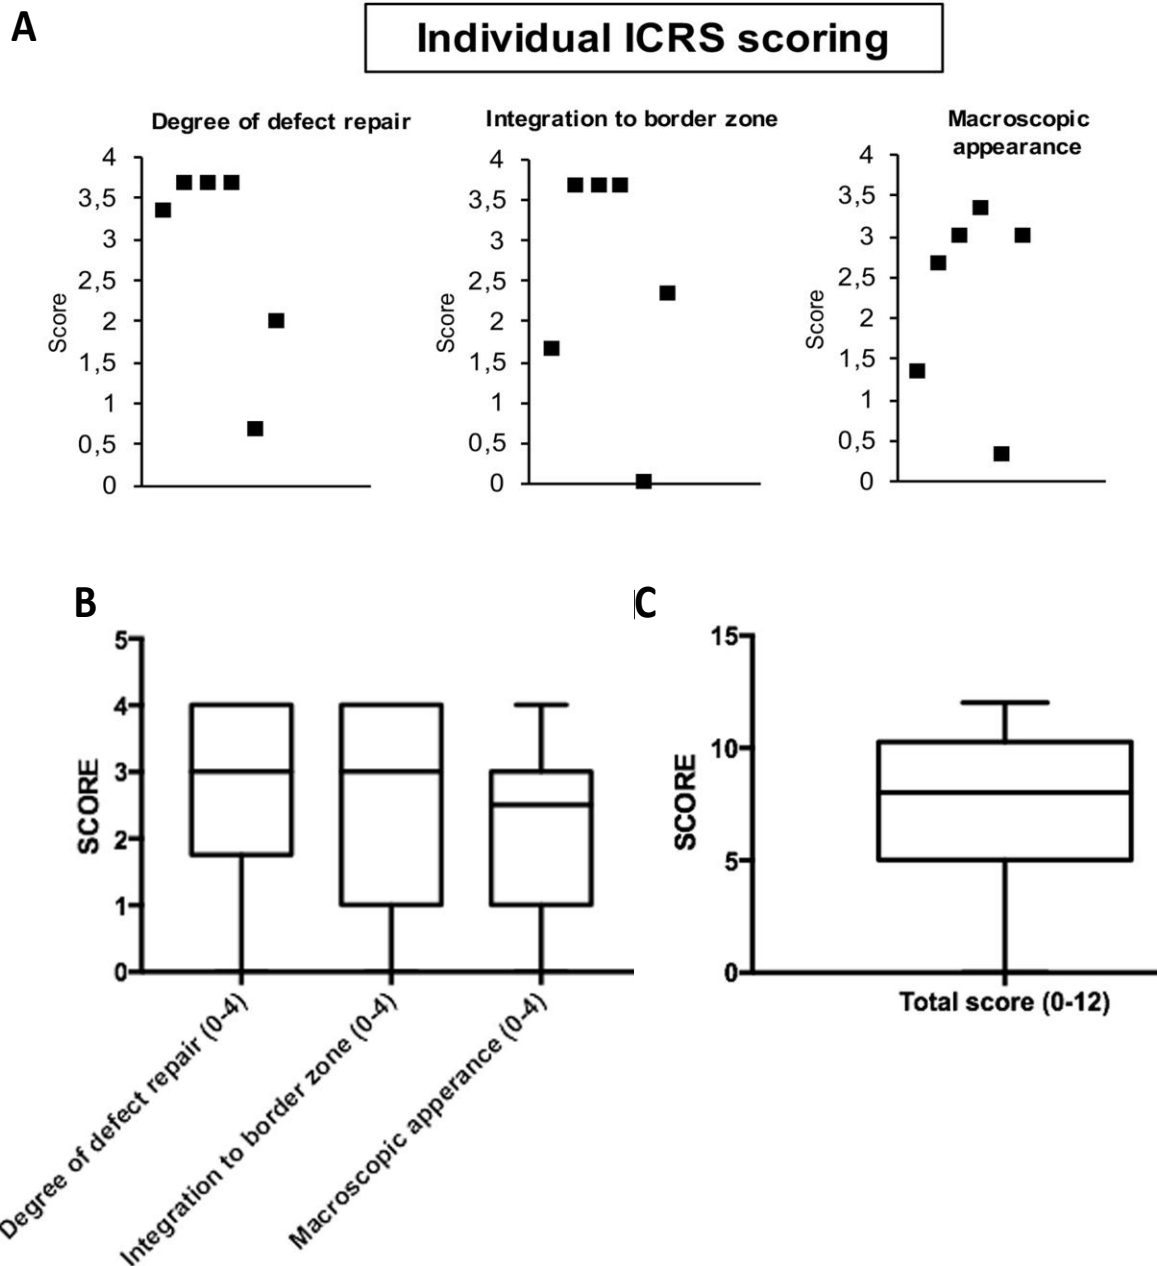 A
Individual ICRS scoring
Degree of defect repair
Integration to border zone
Macroscopic
appearance
Score
4
3,5
3
2,5
2
1,5
1
0,5
0
Score
4
3,5
3
2,5
2
1,5
1
0,5
0
Score
4
3,5
3
2,5
2
1,5
1
0,5
0
B
SCORE
5
4
3
2
1
0
Degree of defect repair (0-4)
Integration to border zone (0-4)
Macroscopic apperance (0-4)
C
SCORE
15
10
5
0
Total score (0-12)